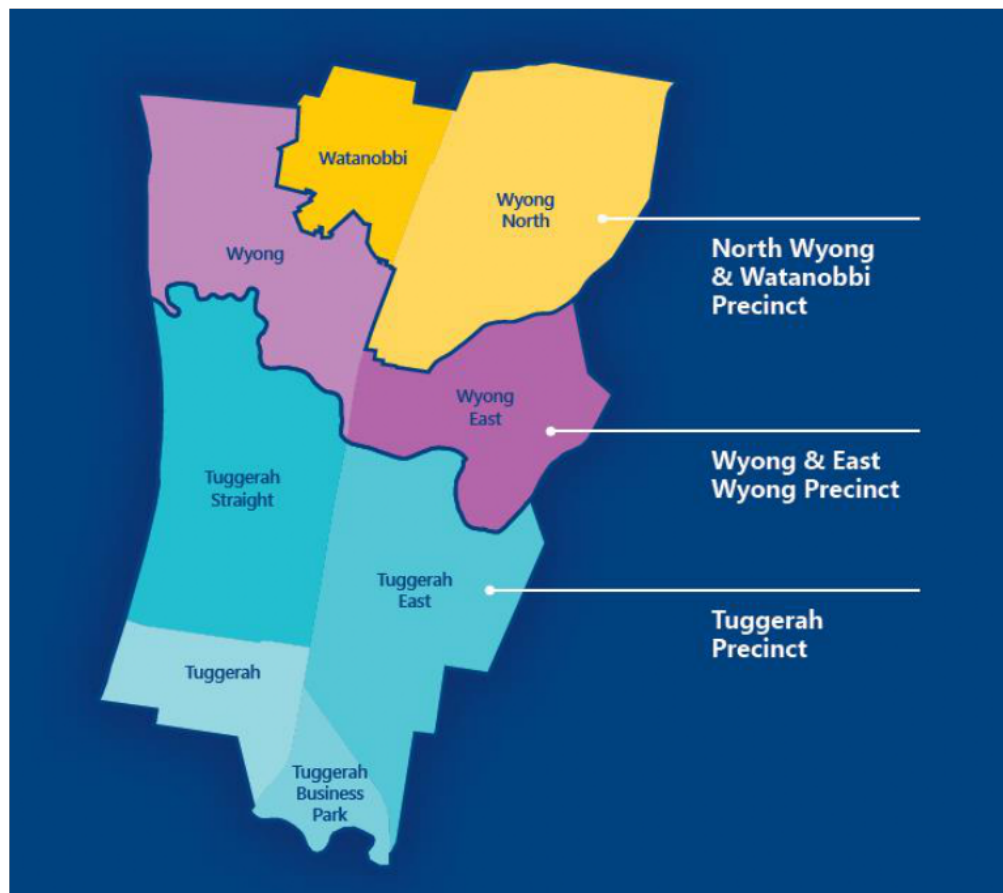 Watanobbi
Wyong
North
Wyong
North Wyong
& Watanobbi
Precinct
Wyong
East
Wyong & East
Wyong Precinct
Tuggerah
Straight
Tuggerah
East
Tuggerah
Precinct
Tuggerah
Tuggerah
Business
Park